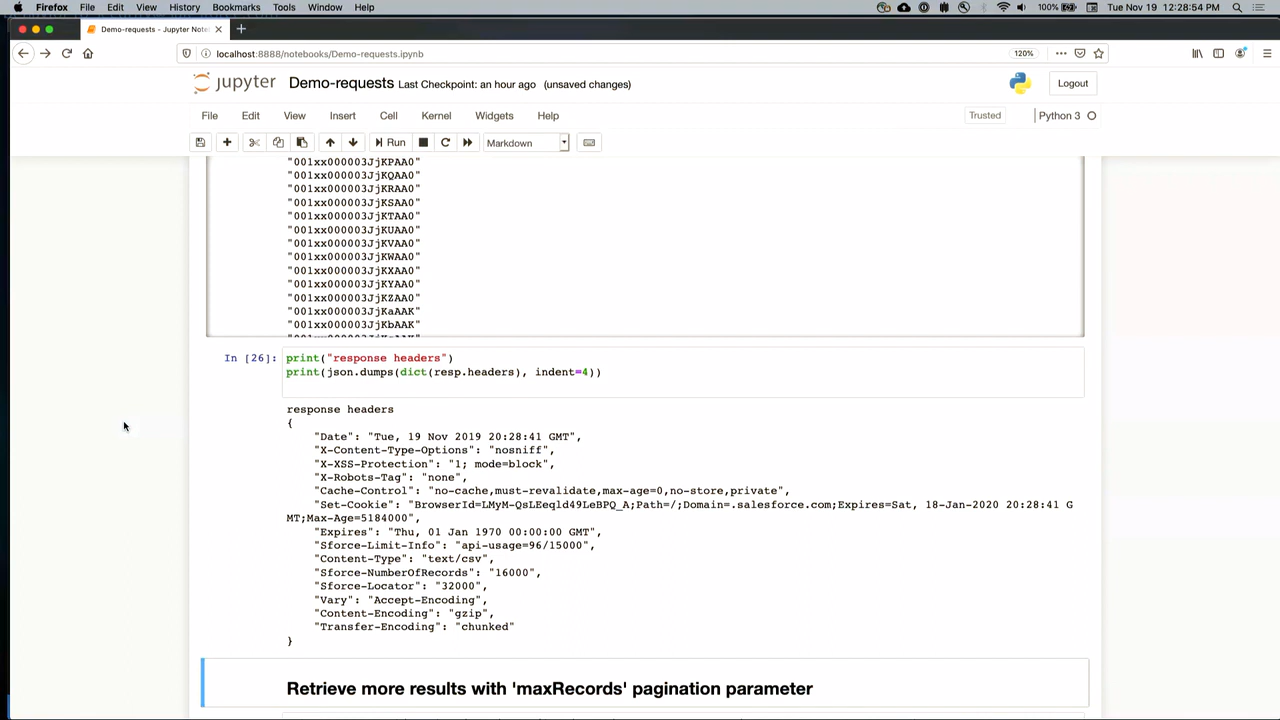 Firefox File Edit View History Bookmarks Tools Window Help 100% Tue Nov 19 12:28:54 PM
Demo-requests - Jupyter Note
localhost:8888/notebooks/Demo-requests.ipynb 120%
jupyter Demo-requests Last Checkpoint: an hour ago (unsaved changes) Logout
File Edit View Insert Cell Kernel Widgets Help Trusted Python 3
Run Markdown
"001xx000003JjKPAA0"
"001xx000003JjKQAA0"
"001xx000003JjKRAA0"
"001xx000003JjKSAA0"
"001xx000003JjKTAA0"
"001xx000003JjKUAA0"
"001xx000003JjKVAA0"
"001xx000003JjKWAA0"
"001xx000003JjKXAA0"
"001xx000003JjKYAA0"
"001xx000003JjKZAA0"
"001xx000003JjKaAAK"
"001xx000003JjKbAAK"
In [26]: print("response headers")
print(json.dumps(dict(resp.headers), indent=4))
response headers
{
"Date": "Tue, 19 Nov 2019 20:28:41 GMT",
"X-Content-Type-Options": "nosniff",
"X-XSS-Protection": "1; mode=block",
"X-Robots-Tag": "none",
"Cache-Control": "no-cache,must-revalidate,max-age=0,no-store,private",
"Set-Cookie": "BrowserId=LMyM-QsLEeqld49LeBPQ_A;Path=/;Domain=.salesforce.com;Expires=Sat, 18-Jan-2020 20:28:41 G
MT;Max-Age=5184000",
"Expires": "Thu, 01 Jan 1970 00:00:00 GMT",
"Sforce-Limit-Info": "api-usage=96/15000",
"Content-Type": "text/csv",
"Sforce-NumberOfRecords": "16000",
"Sforce-Locator": "32000",
"Vary": "Accept-Encoding",
"Content-Encoding": "gzip",
"Transfer-Encoding": "chunked"
}
Retrieve more results with 'maxRecords' pagination parameter